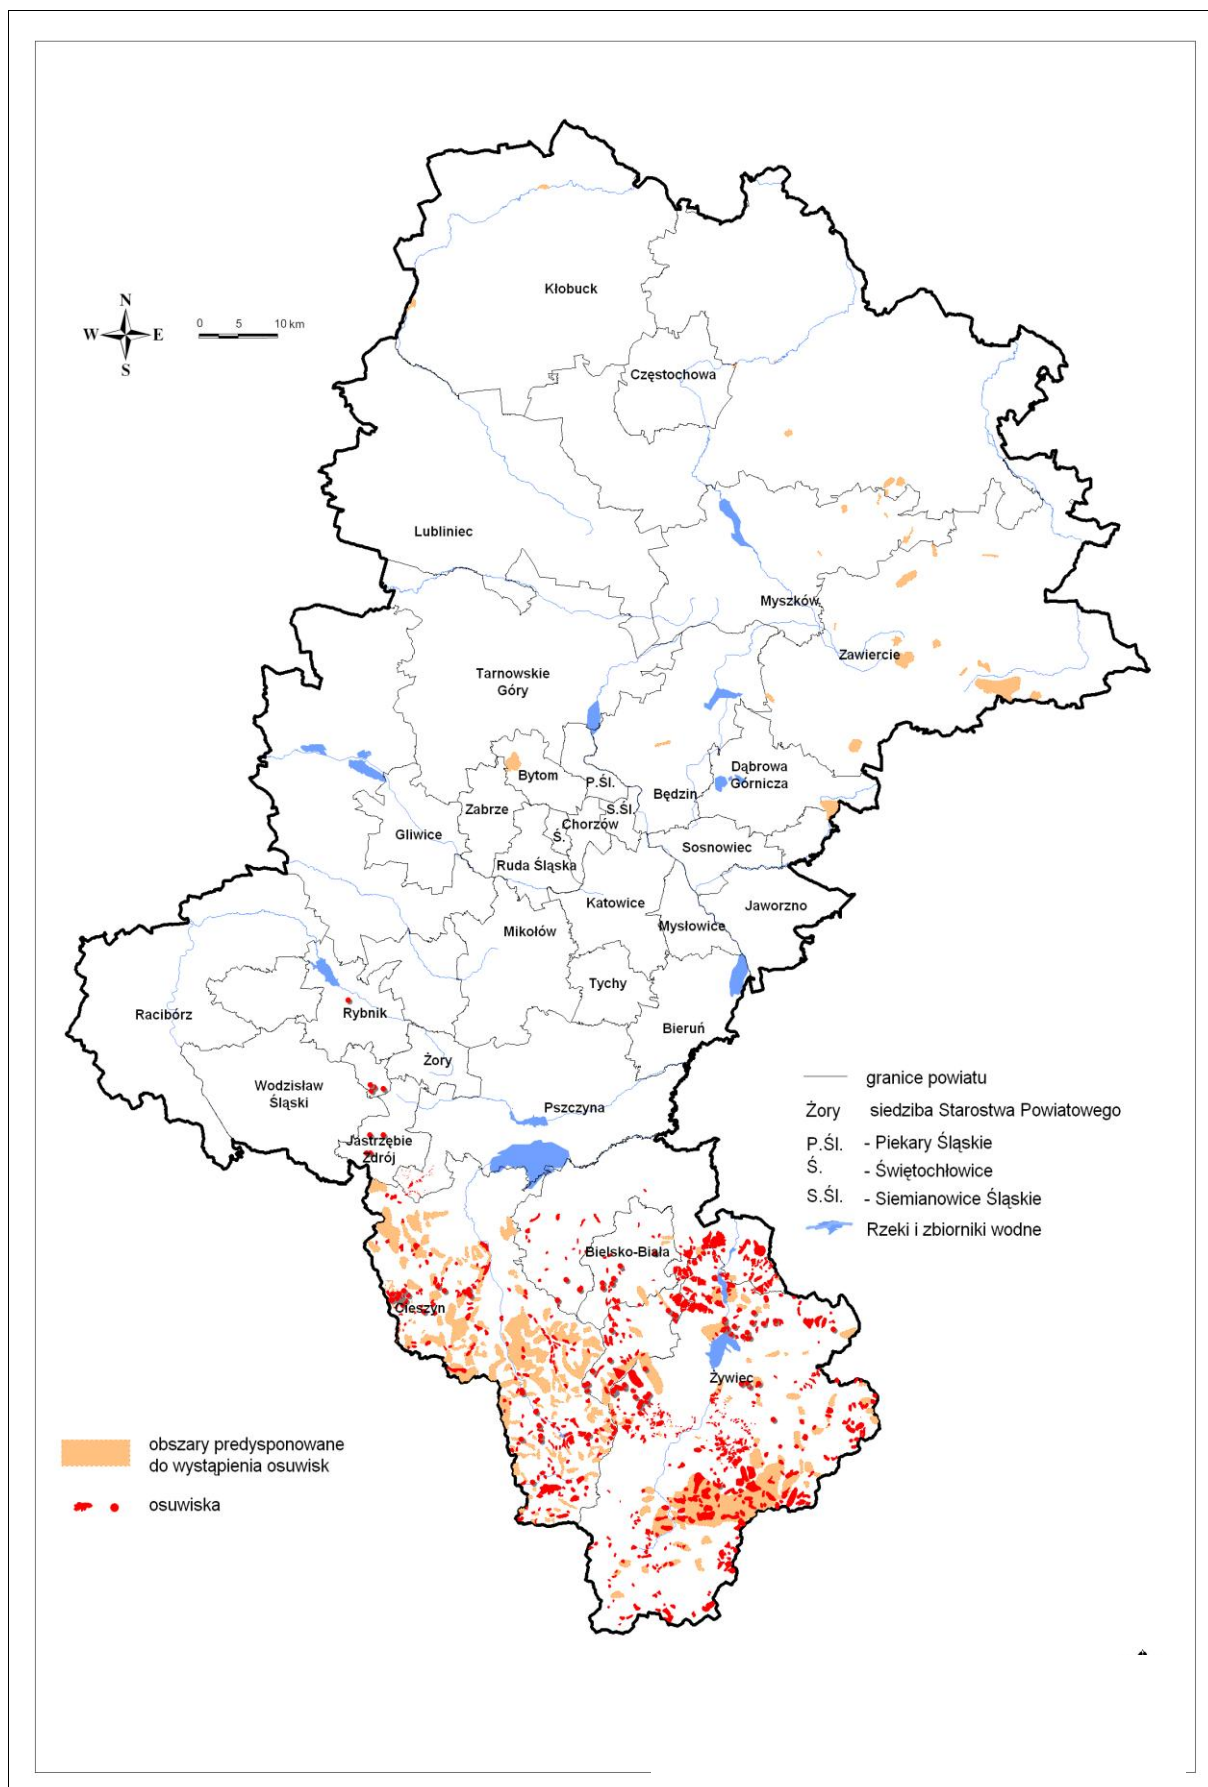 Kłobuck
N
W E
S
0 5 10 km
Częstochowa
Lubliniec
Myszków
Zawiercie
Tarnowskie
Góry
Bytom
P.Śl.
Dąbrowa
Górnicza
Będzin
Zabrze
S.Śl.
Chorzów
Ś.
Gliwice
Sosnowiec
Ruda Śląska
Katowice
Jaworzno
Mysłowice
Mikołów
Tychy
Racibórz
Rybnik
Bieruń
Żory
Wodzisław
Śląski
Pszczyna
Jastrzębie
Zdrój
granice powiatu
Żory siedziba Starostwa Powiatowego
P.Śl. - Piekary Śląskie
Ś. - Świętochłowice
S.Śl. - Siemianowice Śląskie
Rzeki i zbiorniki wodne
Bielsko-Biała
Cieszyn
Żywiec
obszary predysponowane
do wystąpienia osuwisk
osuwiska